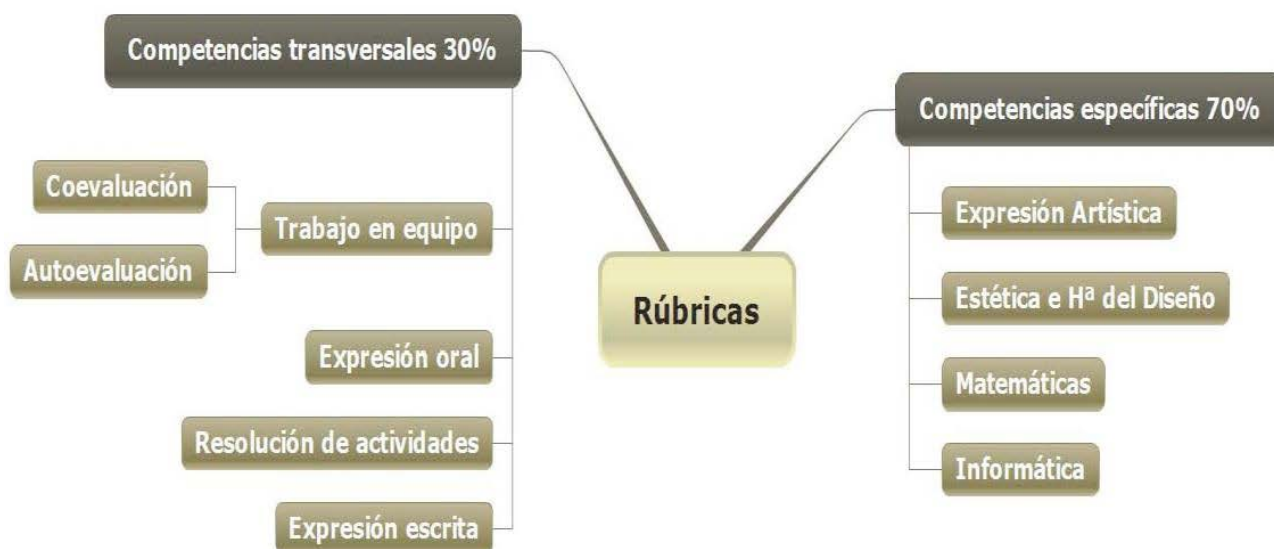 Competencias transversales 30%
Coevaluación
Autoevaluación
Trabajo en equipo
Expresión oral
Resolución de actividades
Expresión escrita
Rúbricas
Competencias específicas 70%
Expresión Artística
Estética e Hª del Diseño
Matemáticas
Informática